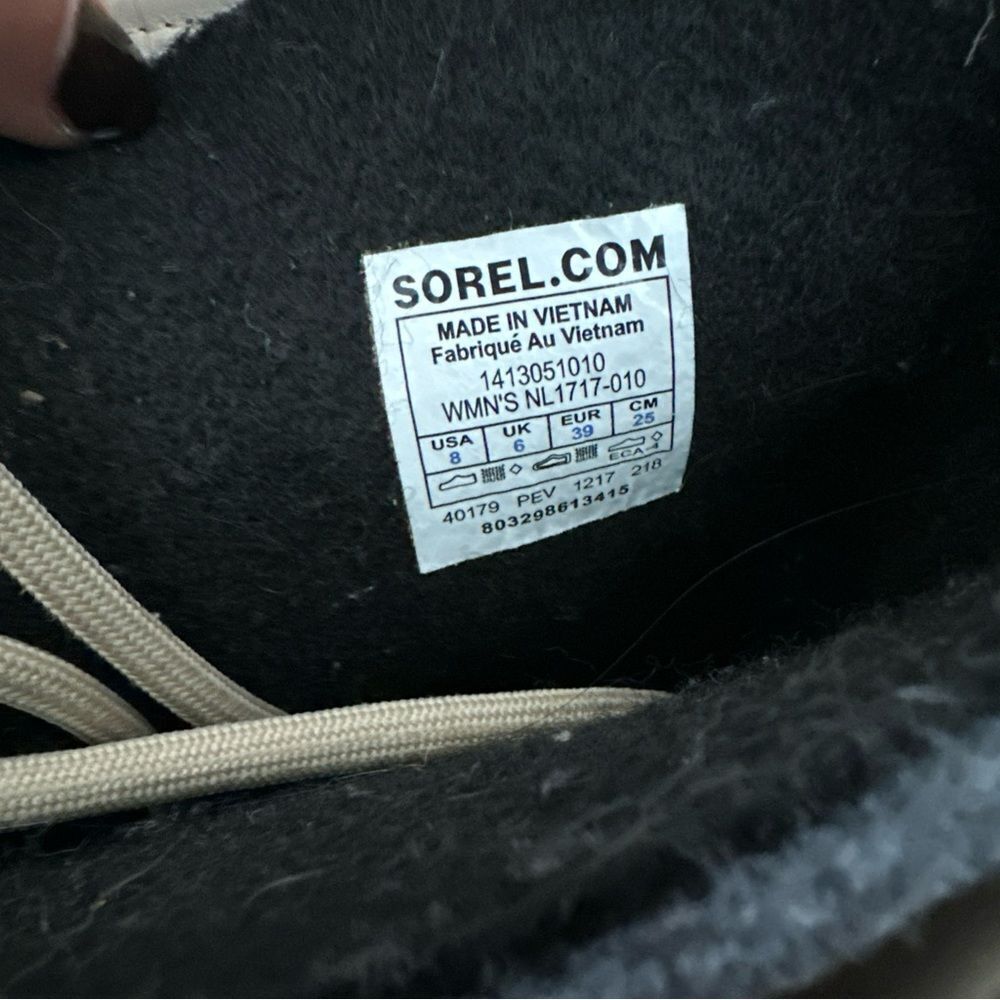 SOREL.COM
MADE IN VIETNAM
Fabriqué Au Vietnam
1413051010
WMN'S NL1717-010
USA UK EUR CM
8 6 39 25
ECA-4
40179 PEV 1217 218
803298613415